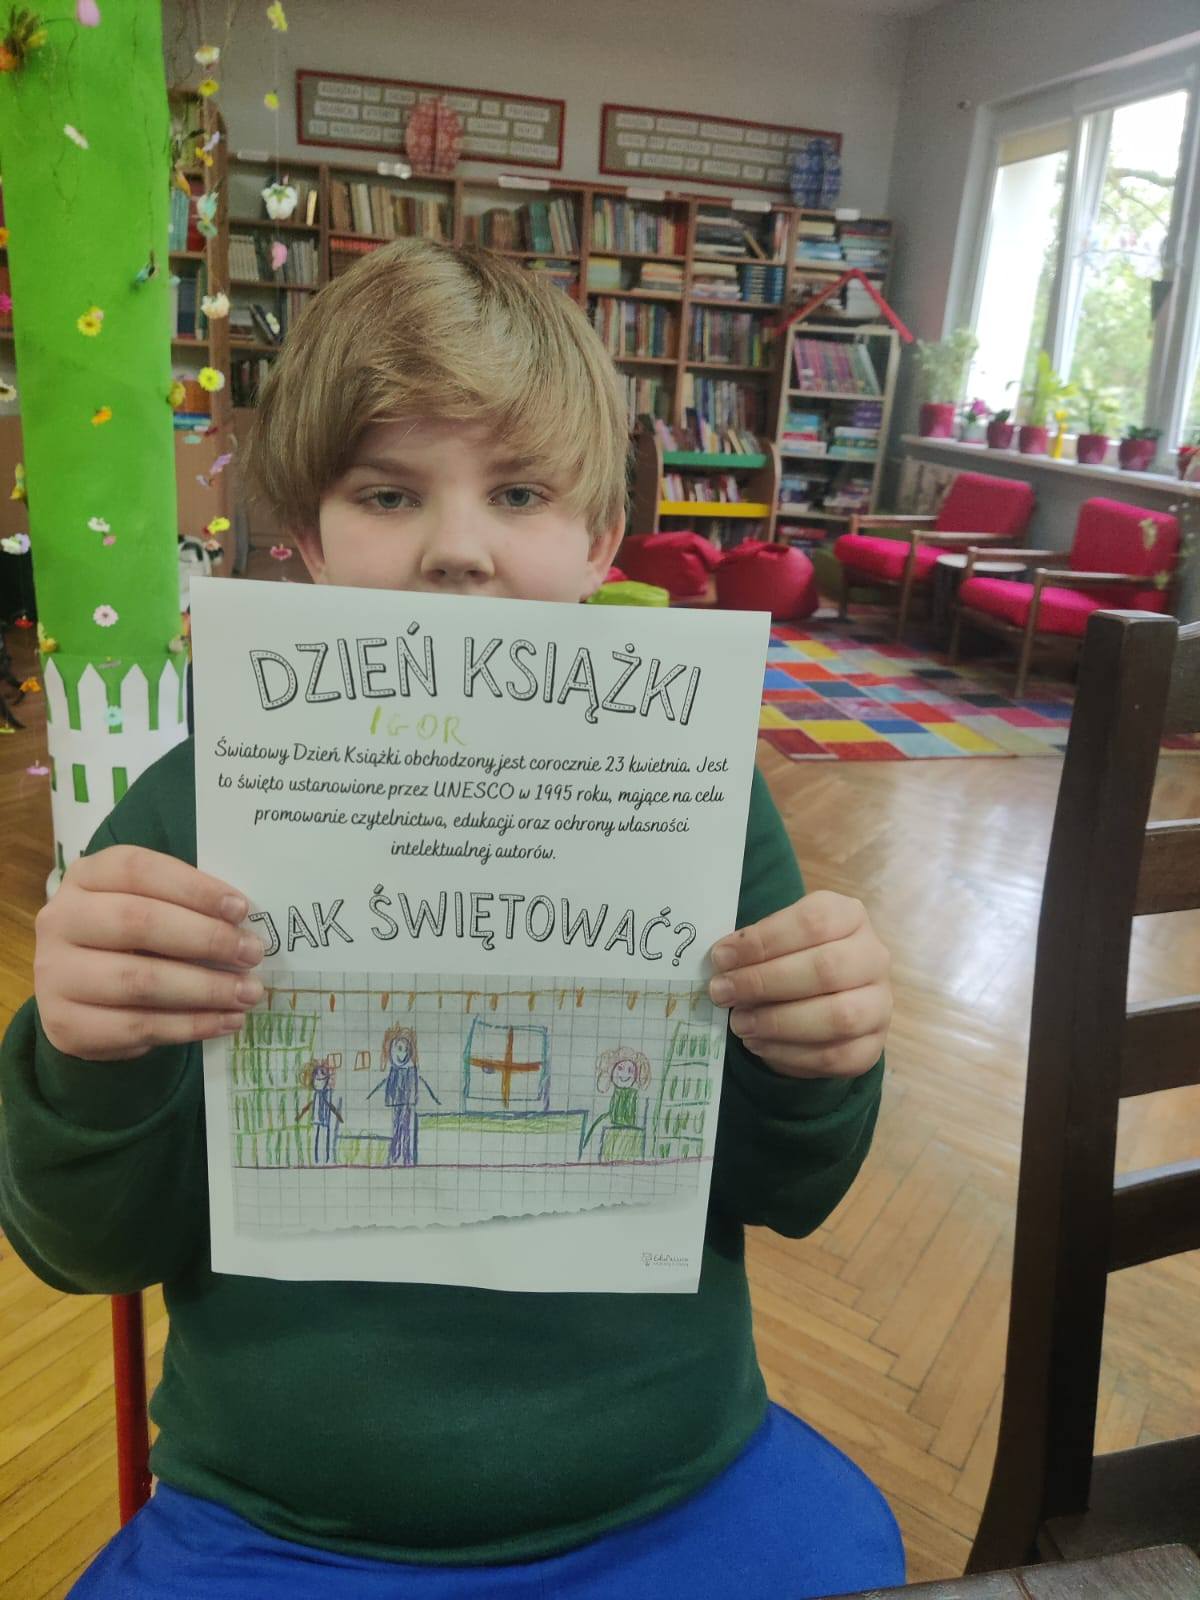 DZIEŃ KSIĄŻKI
IGOR
Światowy Dzień Książki obchodzony jest corocznie 23 kwietnia. Jest
to święto ustanowione przez UNESCO w 1995 roku, mające na celu
promowanie czytelnictwa, edukacji oraz ochrony własności
intelektualnej autorów.
JAK ŚWIĘTOWAĆ?